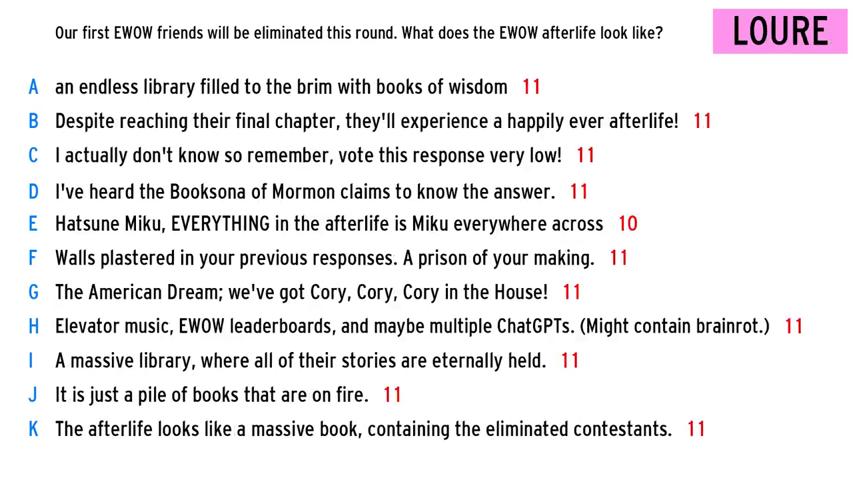 Our first EWOW friends will be eliminated this round. What does the EWOW afterlife look like?
LOURE
A an endless library filled to the brim with books of wisdom 11
B Despite reaching their final chapter, they'll experience a happily ever afterlife! 11
C I actually don't know so remember, vote this response very low! 11
D I've heard the Booksona of Mormon claims to know the answer. 11
E Hatsune Miku, EVERYTHING in the afterlife is Miku everywhere across 10
F Walls plastered in your previous responses. A prison of your making. 11
G The American Dream; we've got Cory, Cory, Cory in the House! 11
H Elevator music, EWOW leaderboards, and maybe multiple ChatGPTs. (Might contain brainrot.) 11
I A massive library, where all of their stories are eternally held. 11
J It is just a pile of books that are on fire. 11
K The afterlife looks like a massive book, containing the eliminated contestants. 11